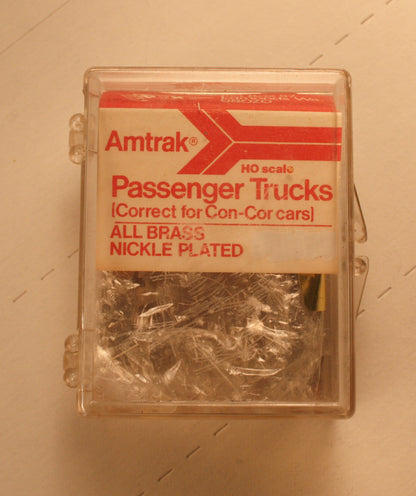 Amtrak®
HO scale
Passenger Trucks
(Correct for Con-Cor cars)
ALL BRASS
NICKLE PLATED